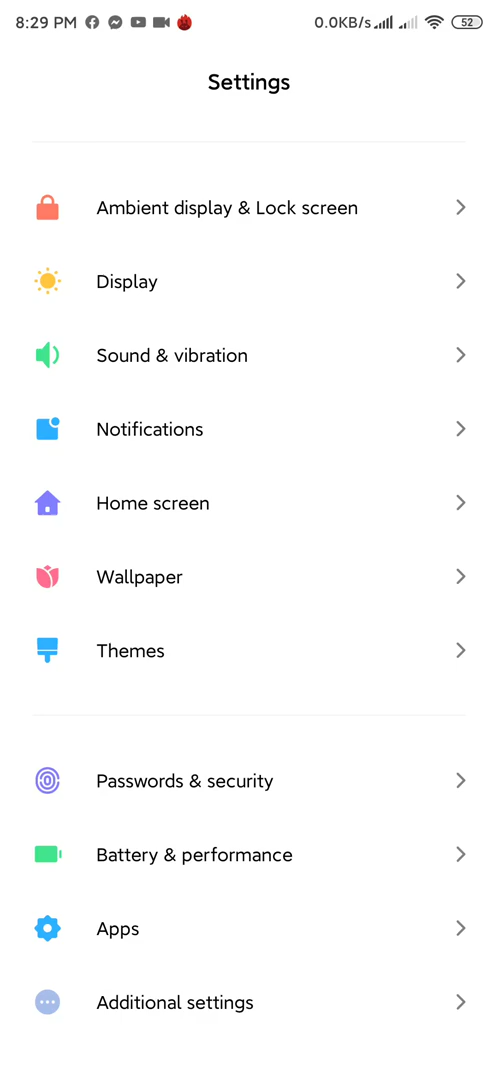 8:29 PM 0.0KB/s 52
Settings
Ambient display & Lock screen
Display
Sound & vibration
Notifications
Home screen
Wallpaper
Themes
Passwords & security
Battery & performance
Apps
Additional settings